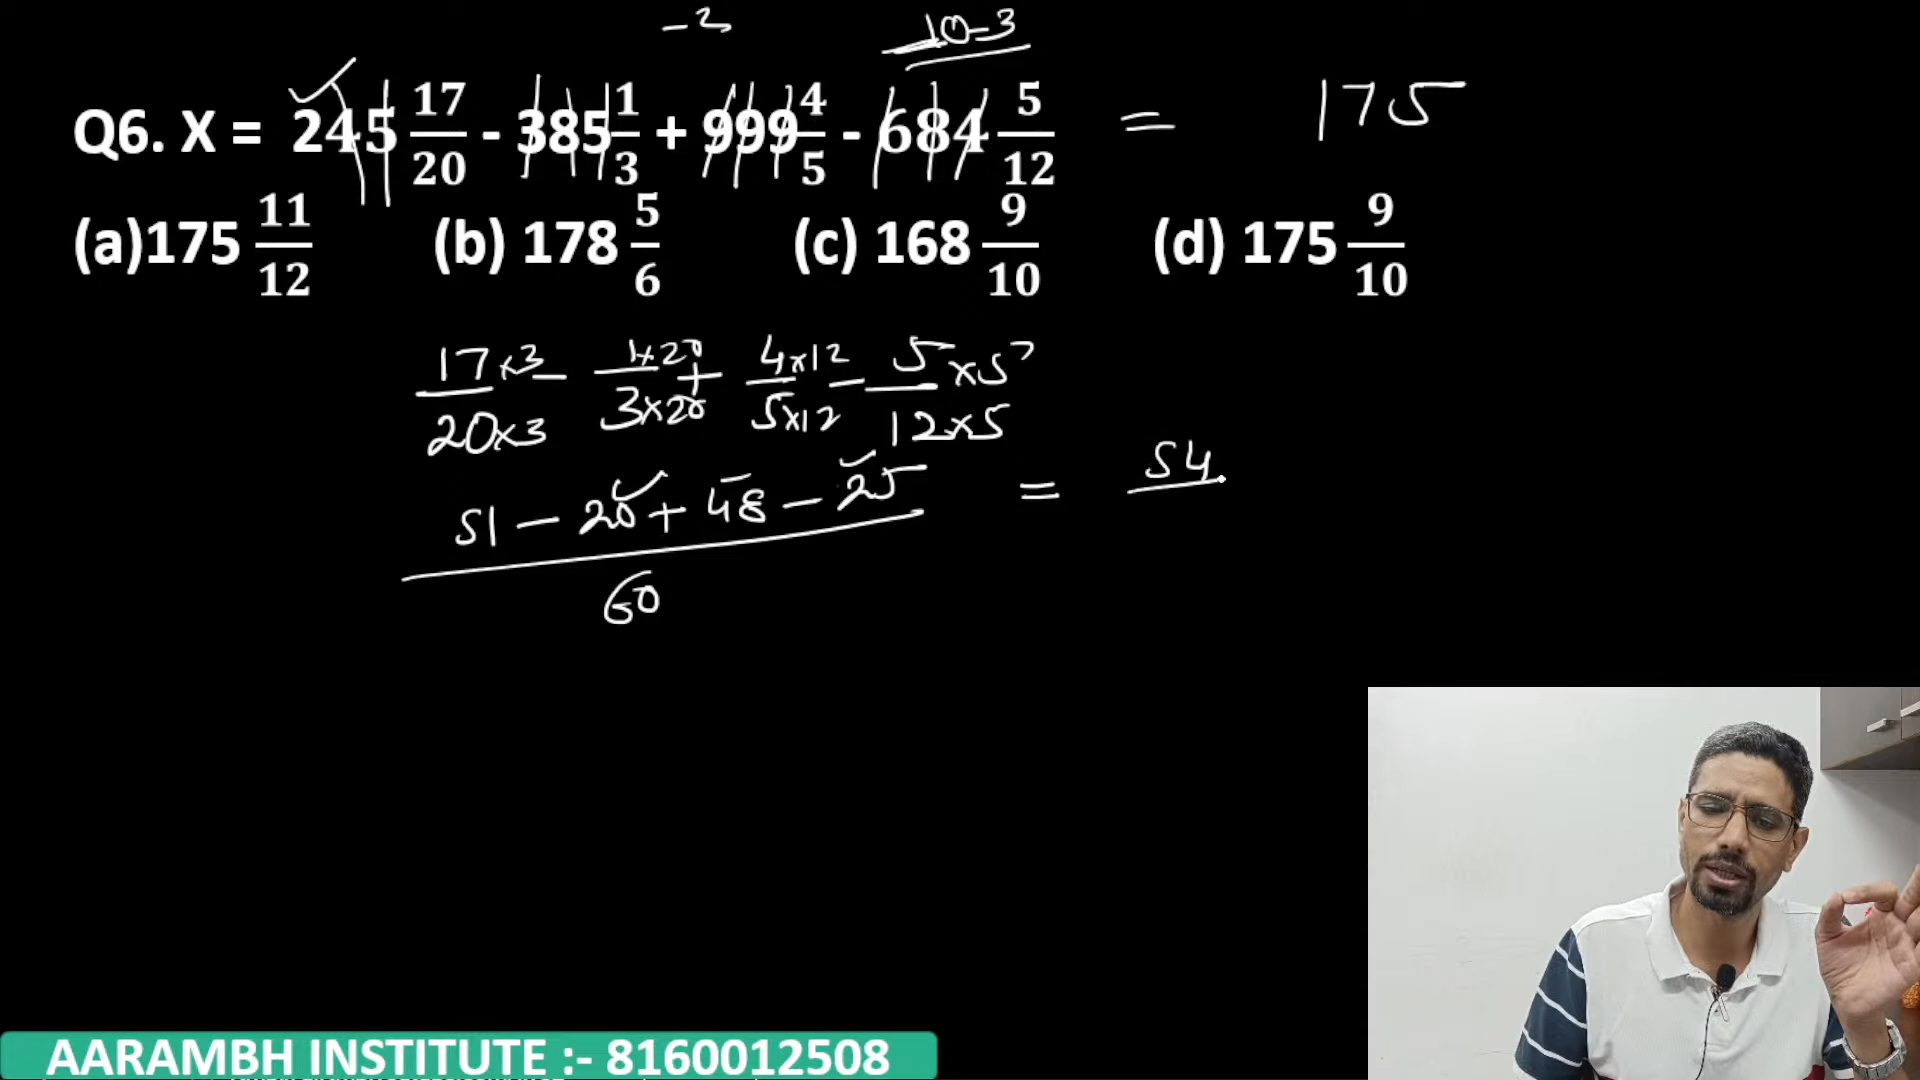 -2 10-3
Q6. X = 245 17/20 - 385 1/3 + 999 4/5 - 684 5/12 = 175
(a)175 11/12 (b) 178 5/6 (c) 168 9/10 (d) 175 9/10
17×3/20×3 - 1×20/3×20 + 4×12/5×12 - 5×5/12×5
51 - 20 + 48 - 25 / 60 = 54
AARAMBH INSTITUTE :- 8160012508